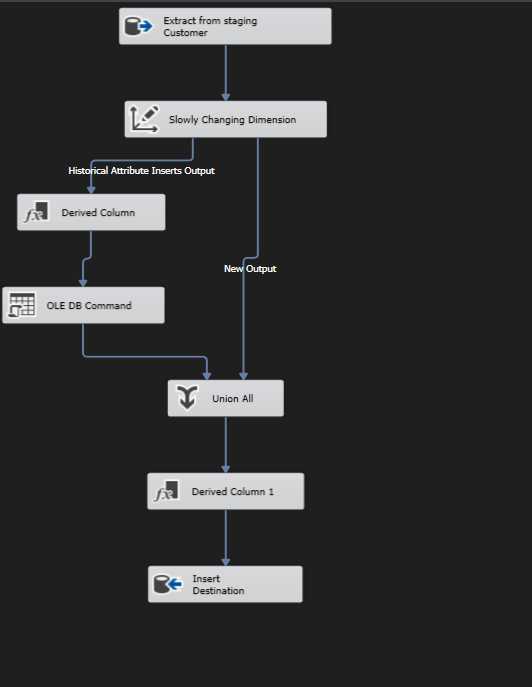 Extract from staging
Customer
Slowly Changing Dimension
Historical Attribute Inserts Output
Derived Column
New Output
OLE DB Command
Union All
Derived Column 1
Insert
Destination